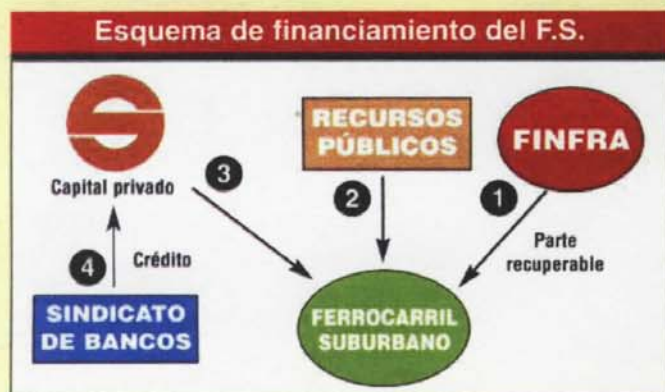 Esquema de financiamiento del F.S.
Capital privado
3
RECURSOS
PÚBLICOS
2
FINFRA
1
Parte
recuperable
4
Crédito
SINDICATO
DE BANCOS
FERROCARRIL
SUBURBANO